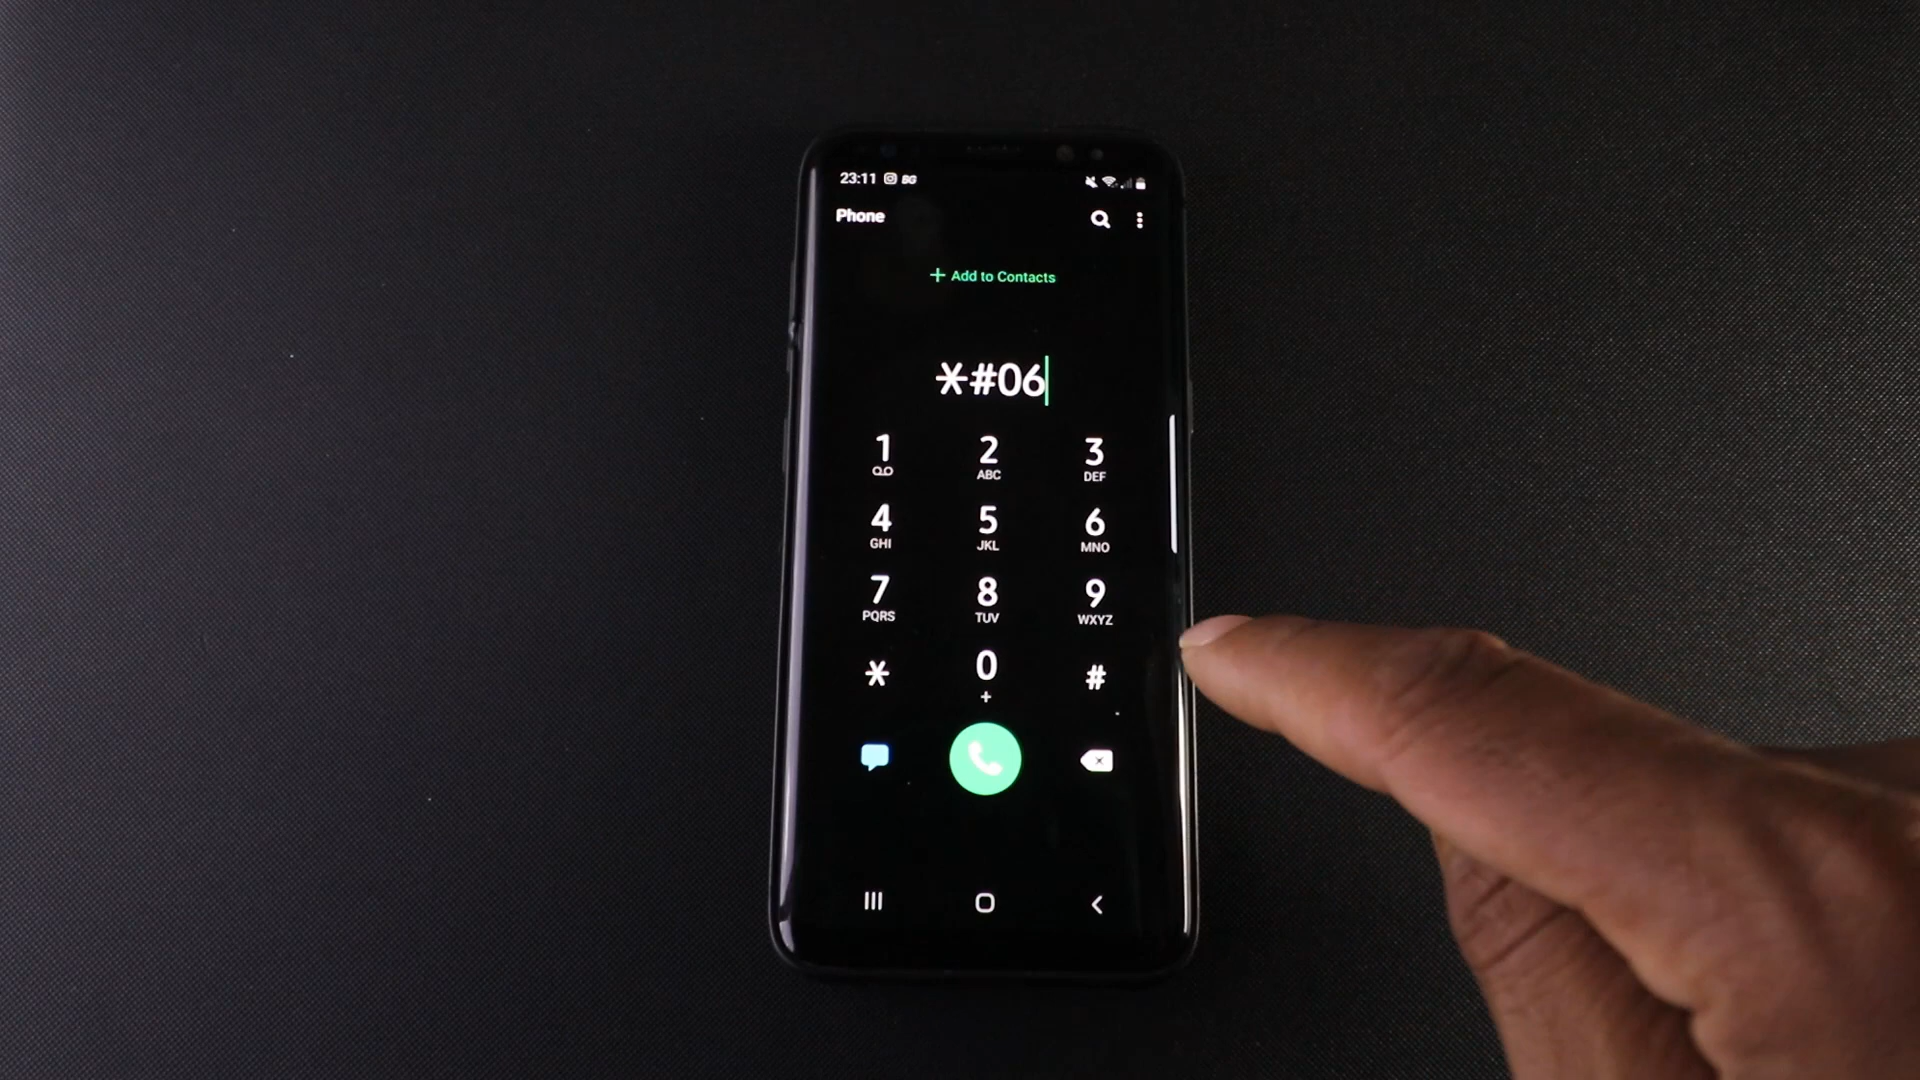 23:11 BG
Phone
+ Add to Contacts
*#06
1 2 3
ABC DEF
4 5 6
GHI JKL MNO
7 8 9
PQRS TUV WXYZ
* 0 #
+